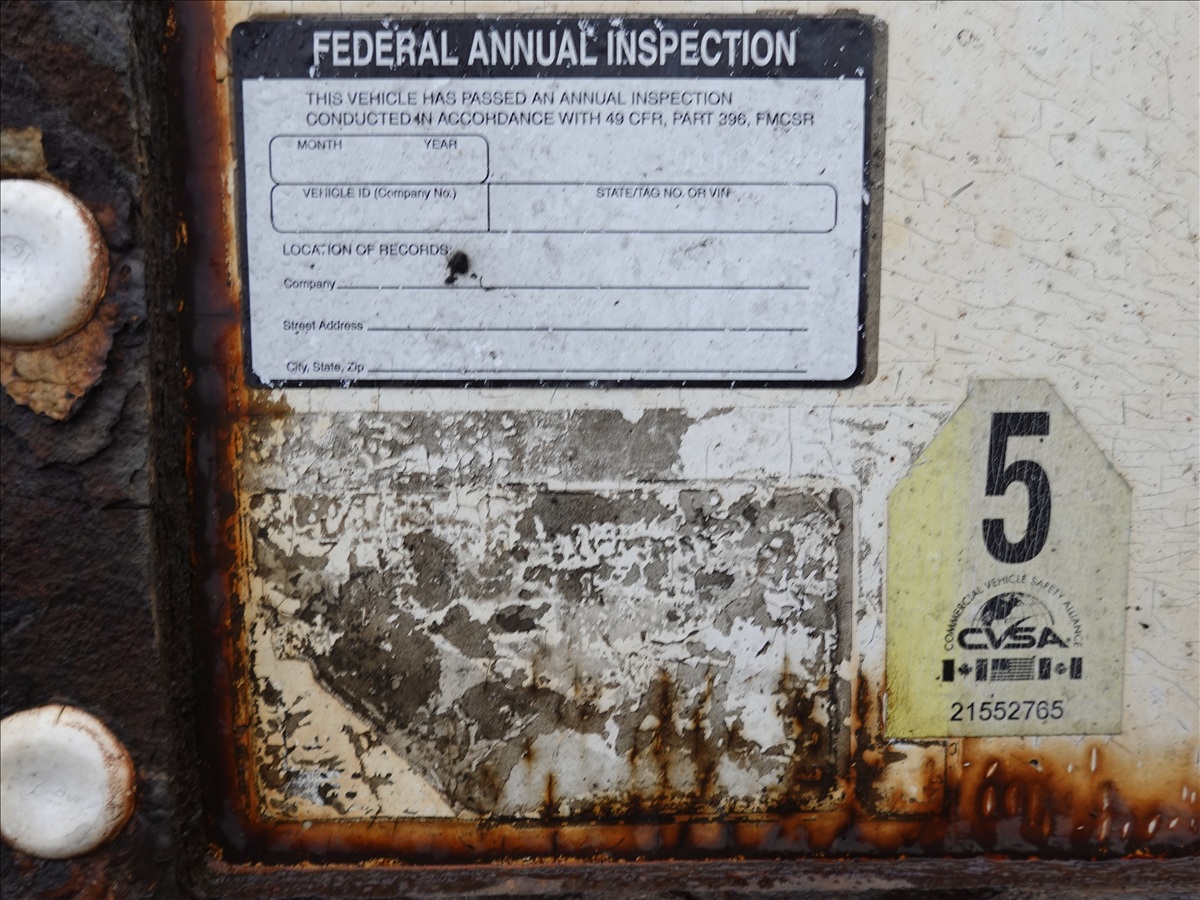 FEDERAL ANNUAL INSPECTION
THIS VEHICLE HAS PASSED AN ANNUAL INSPECTION
CONDUCTED IN ACCORDANCE WITH 49 CFR, PART 396, FMCSR
MONTH YEAR
VEHICLE ID (Company No.) STATE/TAG NO. OR VIN
LOCATION OF RECORDS:
Company
Street Address
City, State, Zip
5
COMMERCIAL VEHICLE SAFETY ALLIANCE
CVSA
21552765